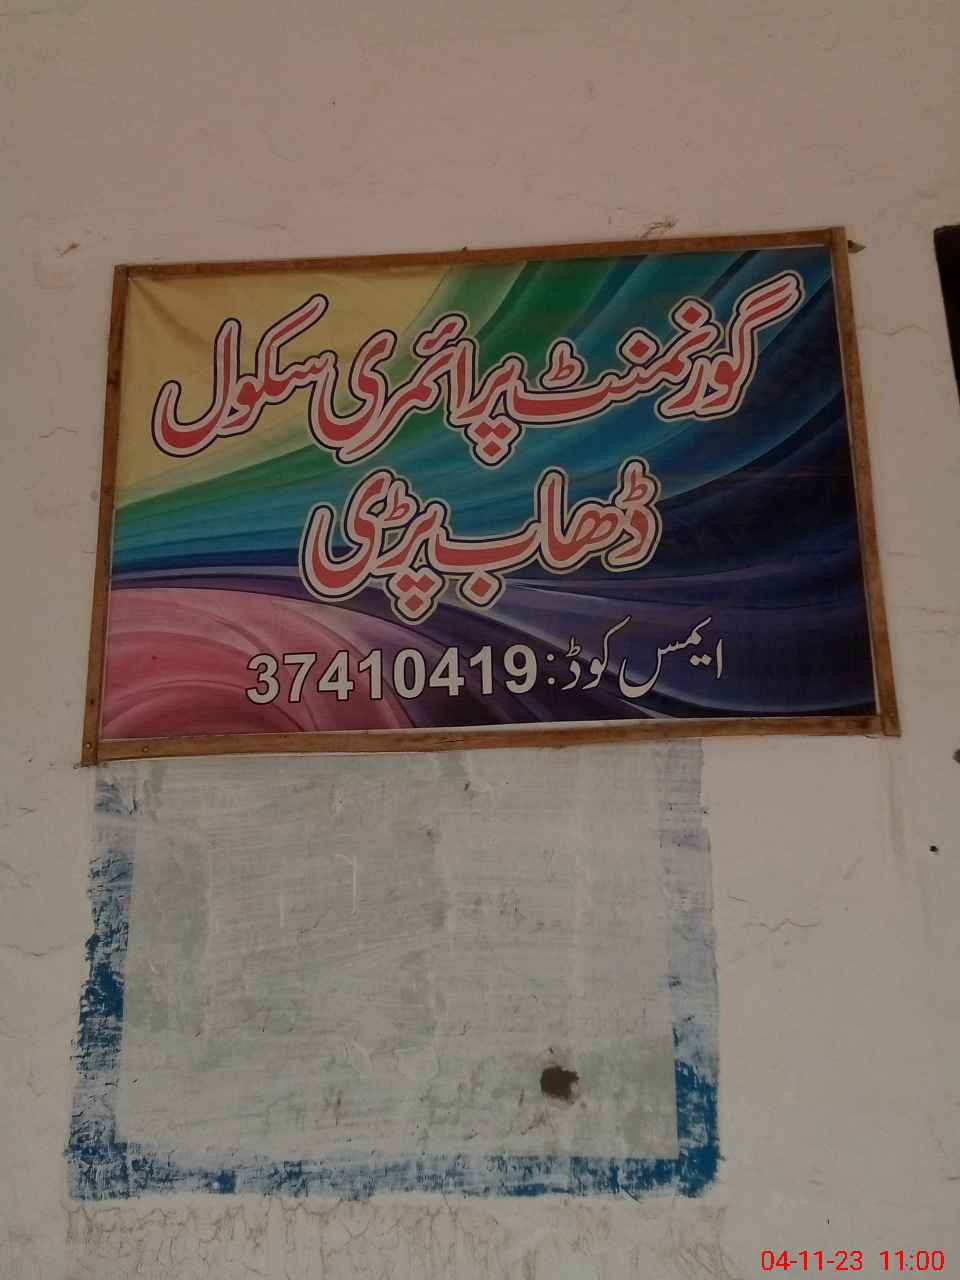 گورنمنٹ پرائمری سکول
ڈھاب پڑی
ایمس کوڈ: 37410419
04-11-23 11:00